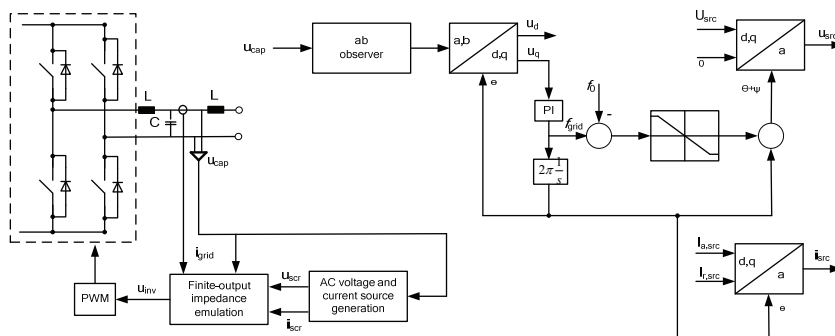 L
L
C
u_cap
i_grid
PWM
u_inv
Finite-output
impedance
emulation
u_scr
i_scr
AC voltage and
current source
generation
u_cap
ab
observer
a,b
d,q
u_d
u_q
ɵ
PI
f_grid
2π 1/s
f_0
-
U_src
0
d,q
a
u_src
ɵ+ψ
I_a,src
I_r,src
d,q
a
i_src
ɵ